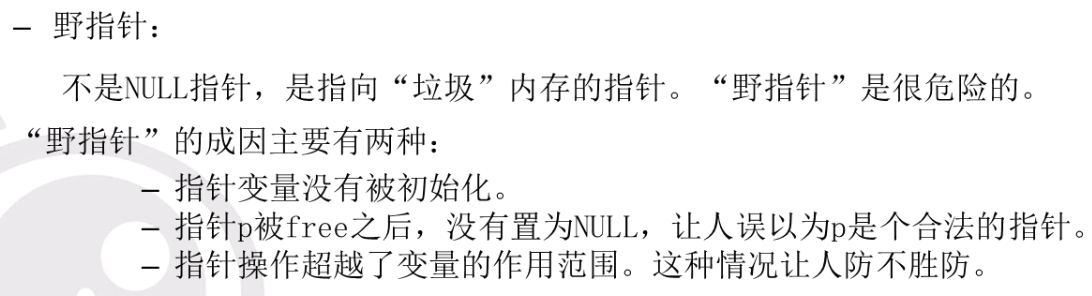 – 野指针：
不是NULL指针，是指向“垃圾”内存的指针。“野指针”是很危险的。
“野指针”的成因主要有两种：
– 指针变量没有被初始化。
– 指针p被free之后，没有置为NULL，让人误以为p是个合法的指针。
– 指针操作超越了变量的作用范围。这种情况让人防不胜防。